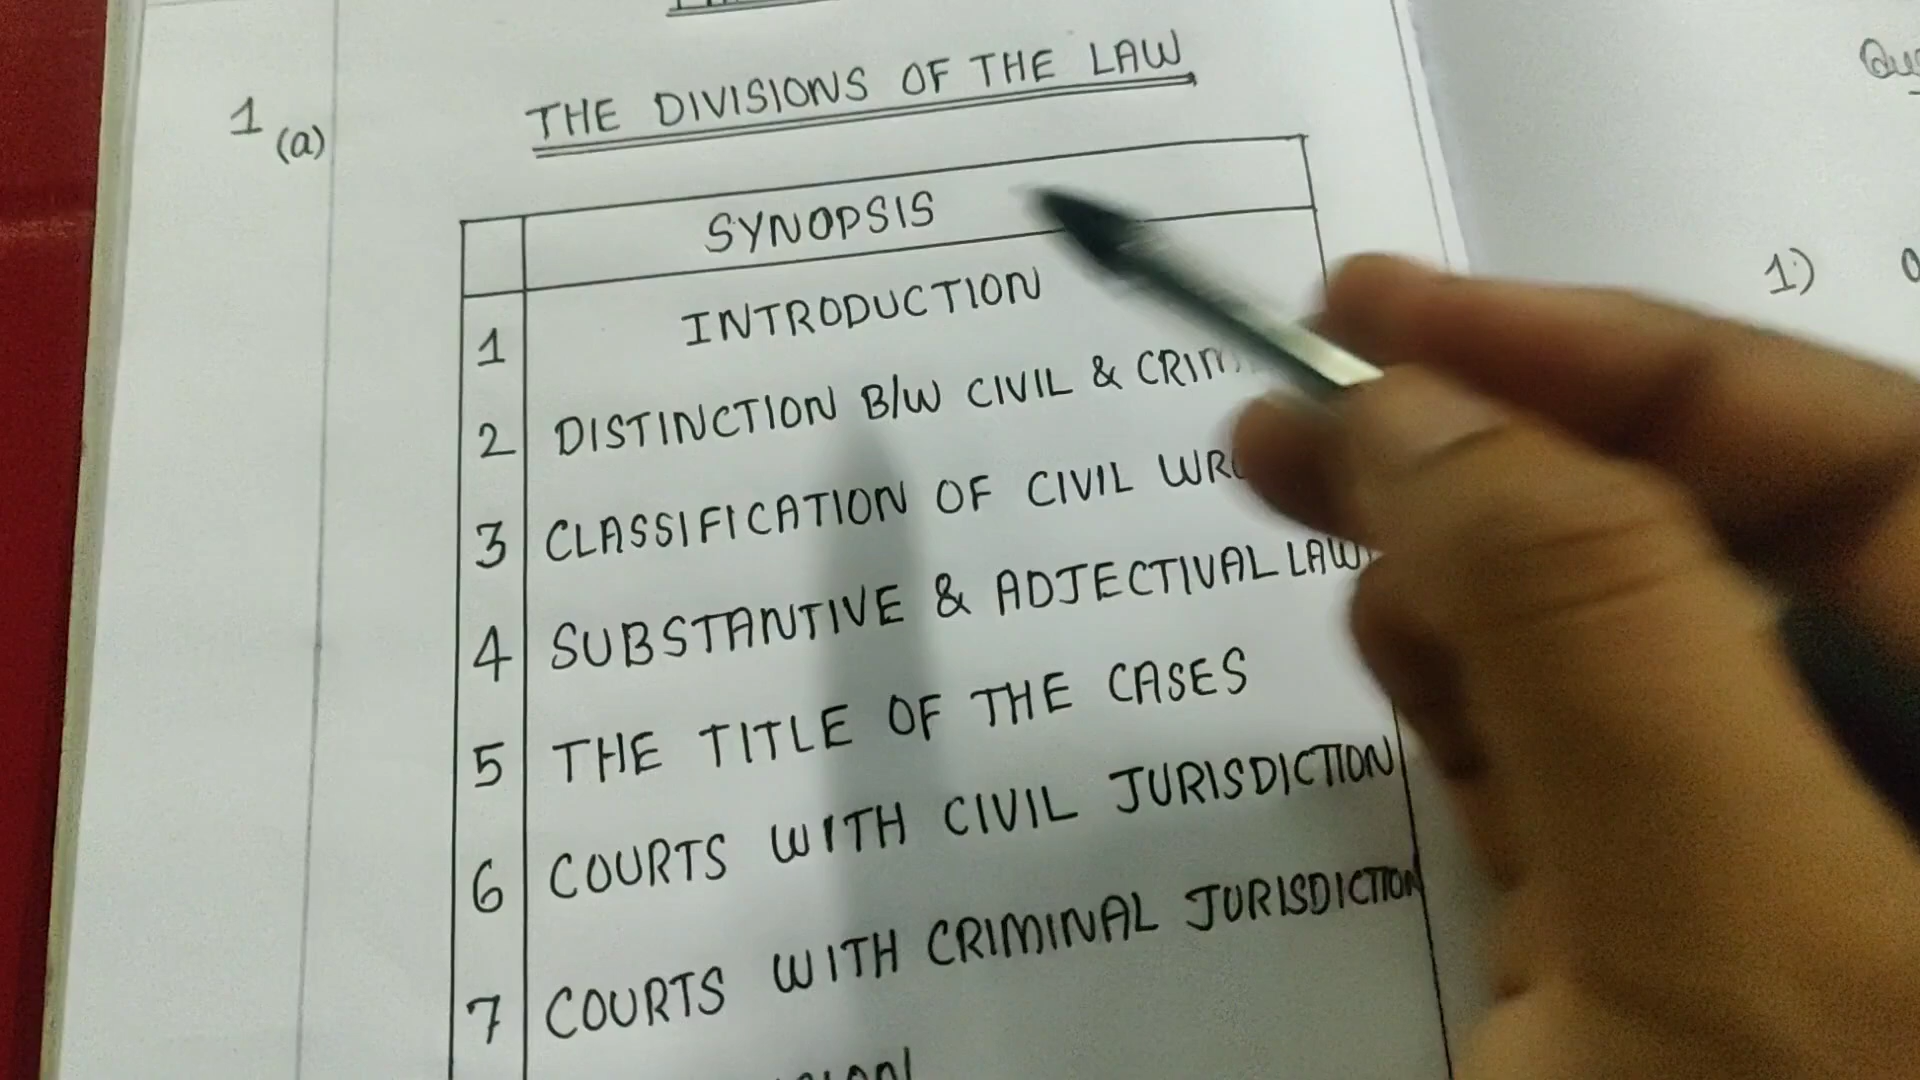 THE DIVISIONS OF THE LAW
1 (a)
SYNOPSIS
1 INTRODUCTION
2 DISTINCTION B/W CIVIL &
3 CLASSIFICATION OF CIVIL
4 SUBSTANTIVE & ADJECTIVAL LAW
5 THE TITLE OF THE CASES
6 COURTS WITH CIVIL JURISDICTION
7 COURTS WITH CRIMINAL JURISDICTION
1)